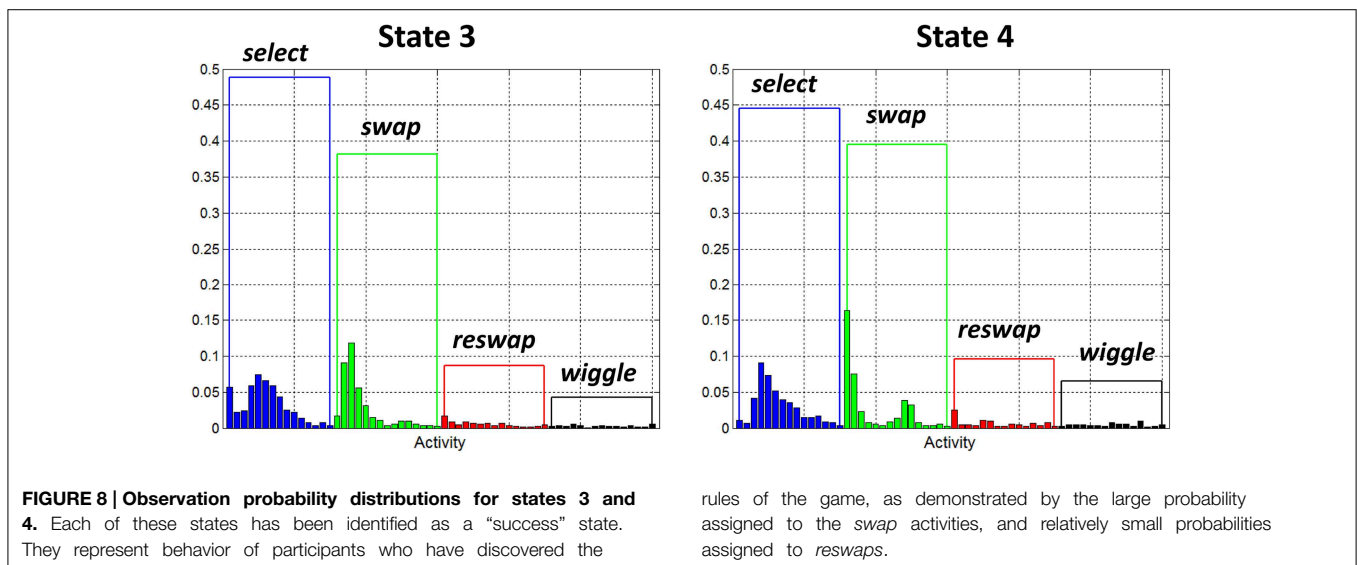 State 3
select
swap
reswap
wiggle
0.5
0.45
0.4
0.35
0.3
0.25
0.2
0.15
0.1
0.05
0
Activity
State 4
select
swap
reswap
wiggle
0.5
0.45
0.4
0.35
0.3
0.25
0.2
0.15
0.1
0.05
0
Activity
FIGURE 8 | Observation probability distributions for states 3 and
4. Each of these states has been identified as a “success” state.
They represent behavior of participants who have discovered the
rules of the game, as demonstrated by the large probability
assigned to the swap activities, and relatively small probabilities
assigned to reswaps.